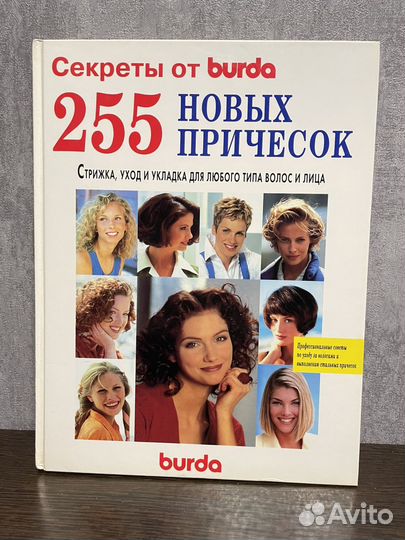 Секреты от burda
255 НОВЫХ
ПРИЧЕСОК
Стрижка, уход и укладка для любого типа волос и лица
Профессиональные советы
по уходу за волосами и
выполнению стильных причесок
burda
Avito